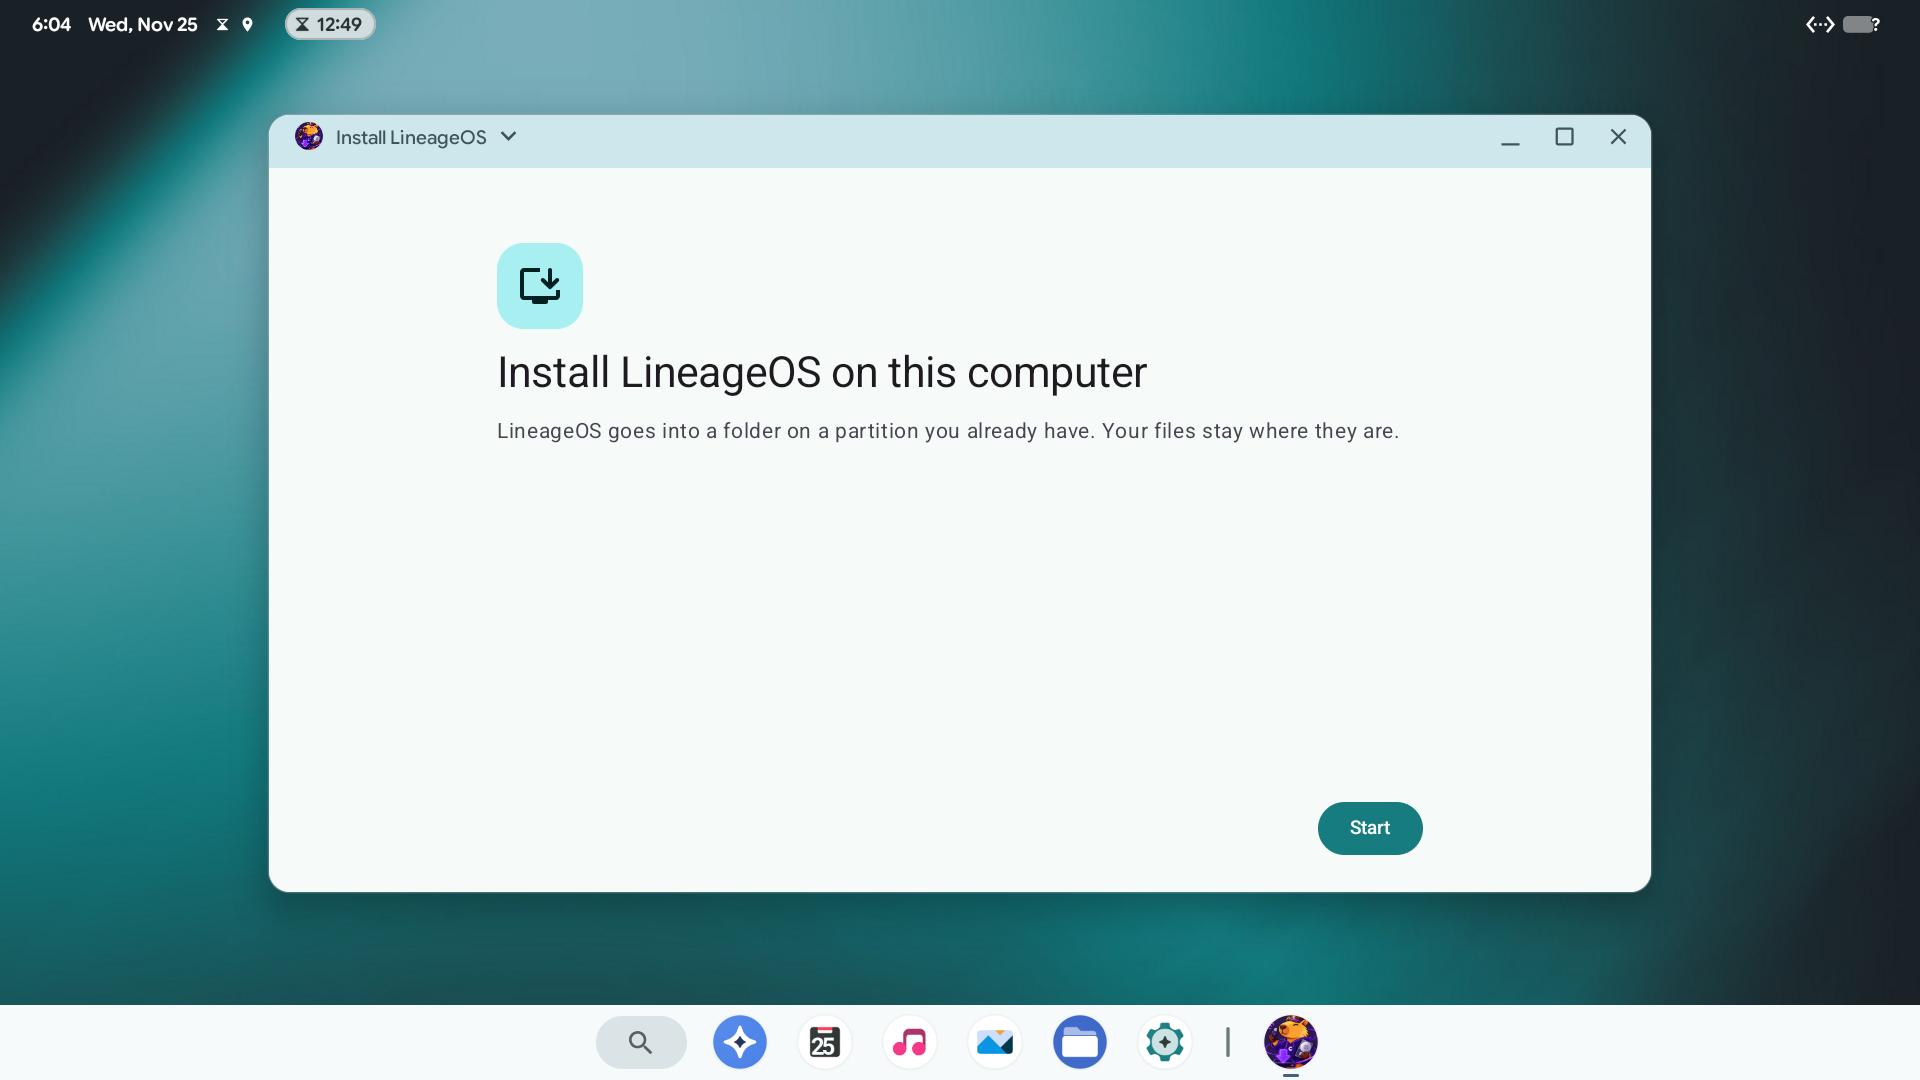 6:04 Wed, Nov 25 12:49 ?
Install LineageOS
Install LineageOS on this computer
LineageOS goes into a folder on a partition you already have. Your files stay where they are.
Start
25